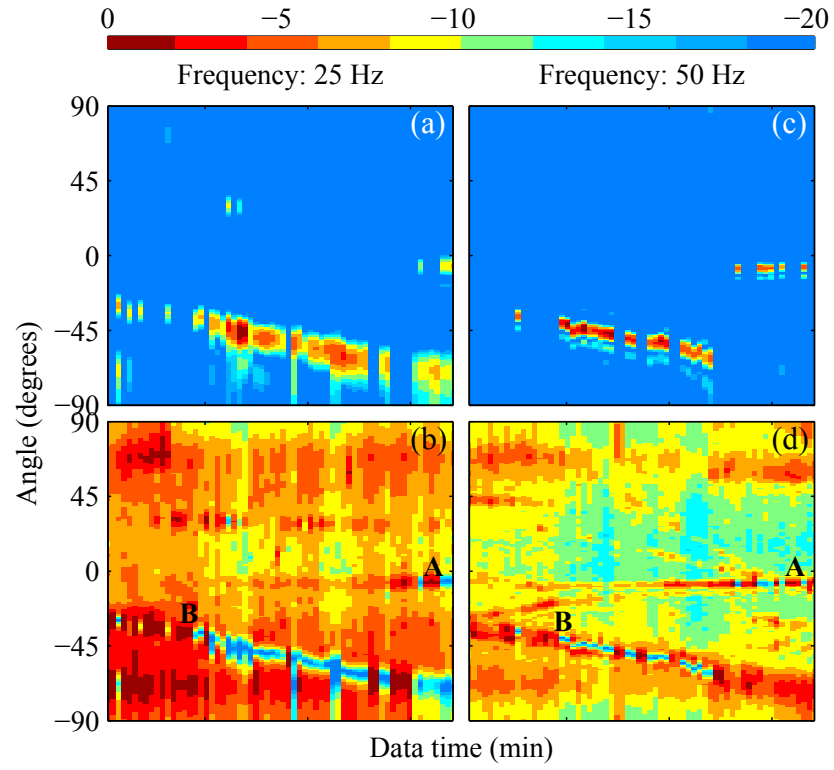 0 −5 −10 −15 −20
Frequency: 25 Hz Frequency: 50 Hz
90 (a) (c)
45
0
−45
−90
90 (b) (d)
45
0 A A
B B
−45
−90
Angle (degrees)
Data time (min)